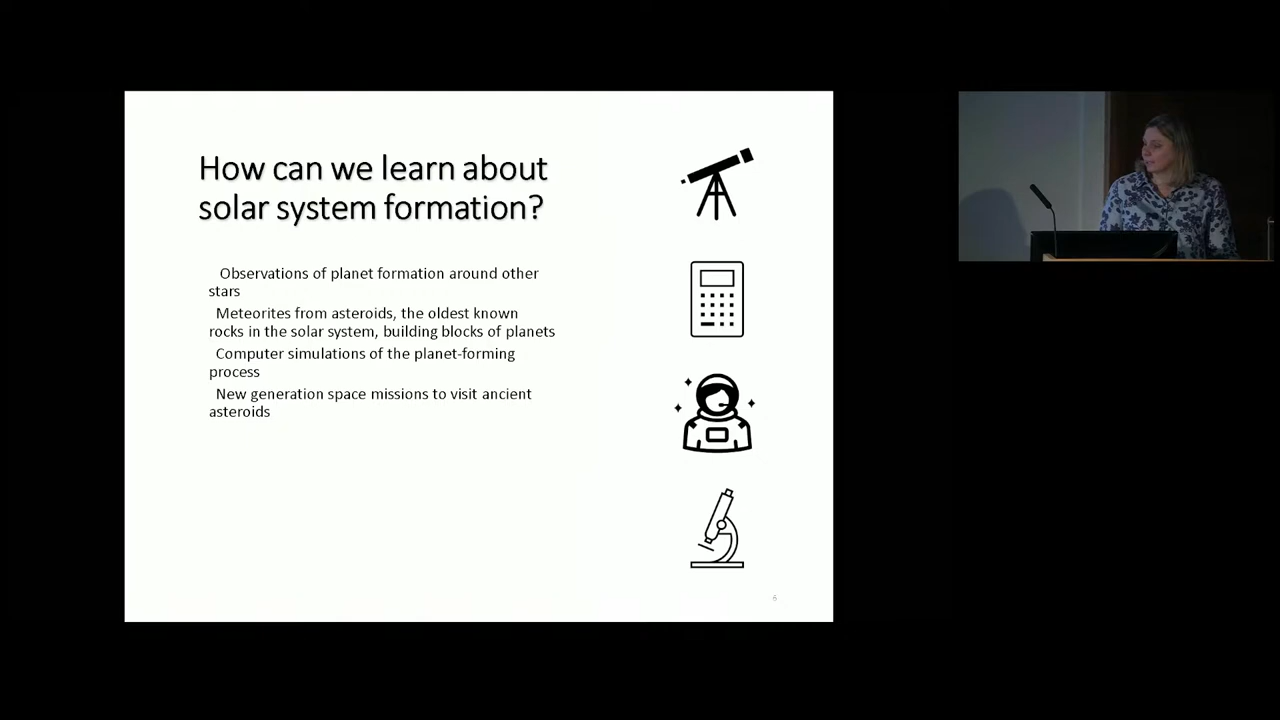 How can we learn about
solar system formation?
Observations of planet formation around other
stars
Meteorites from asteroids, the oldest known
rocks in the solar system, building blocks of planets
Computer simulations of the planet-forming
process
New generation space missions to visit ancient
asteroids
6